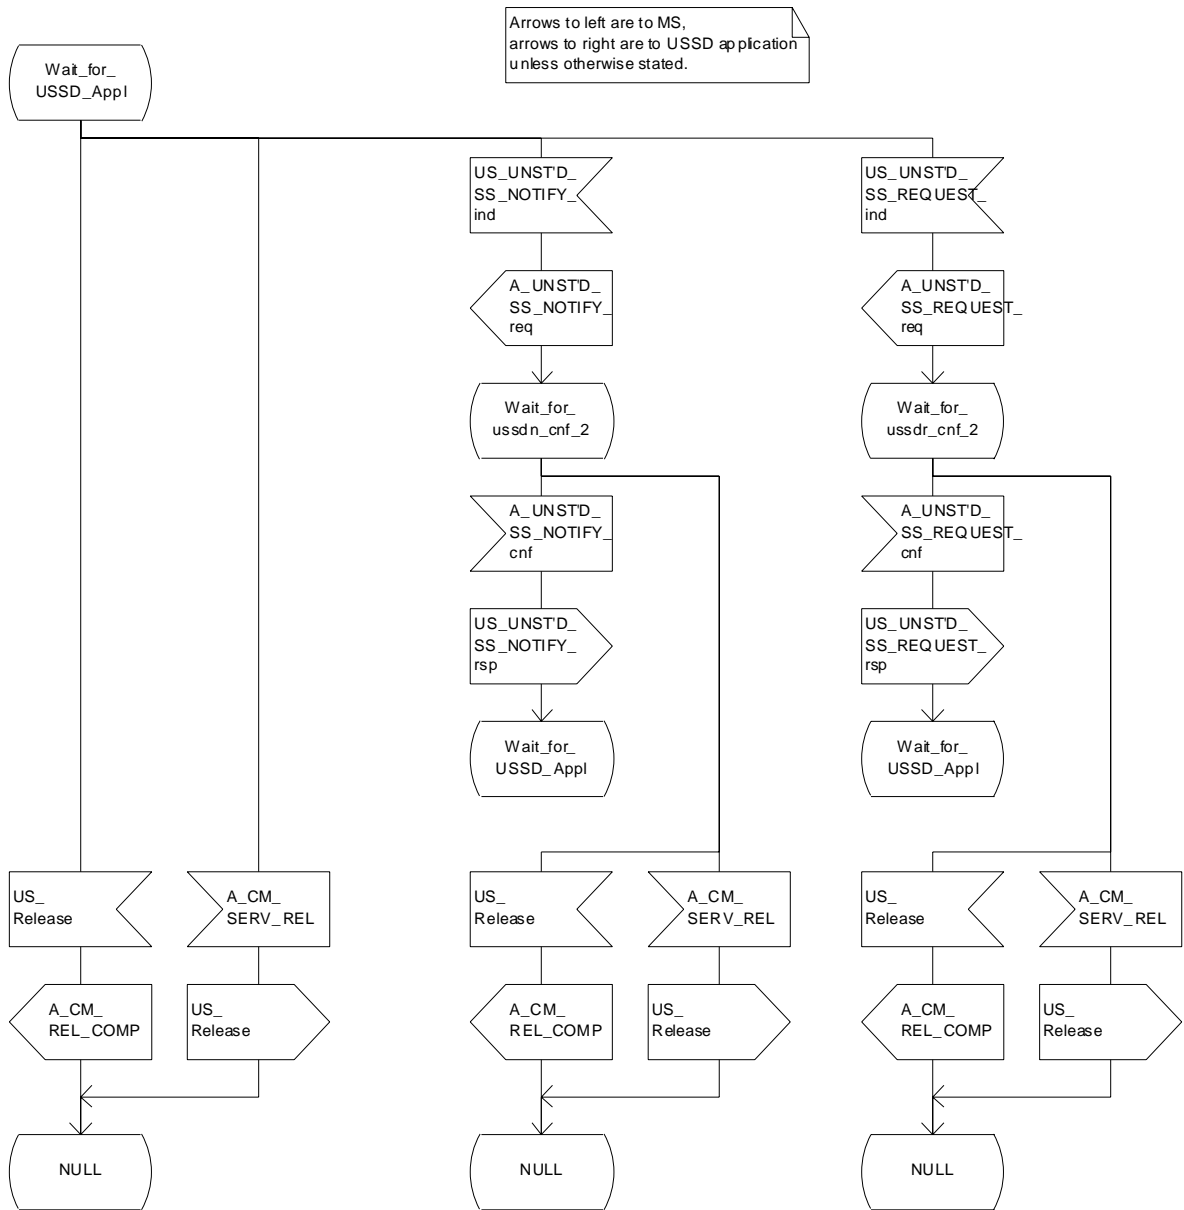 Arrows to left are to MS,
arrows to right are to USSD application
unless otherwise stated.
Wait_for_
USSD_Appl
US_UNST'D_
SS_NOTIFY_
ind
US_UNST'D_
SS_REQUEST_
ind
A_UNST'D_
SS_NOTIFY_
req
A_UNST'D_
SS_REQUEST_
req
Wait_for_
ussdn_cnf_2
Wait_for_
ussdr_cnf_2
A_UNST'D_
SS_NOTIFY_
cnf
A_UNST'D_
SS_REQUEST_
cnf
US_UNST'D_
SS_NOTIFY_
rsp
US_UNST'D_
SS_REQUEST_
rsp
Wait_for_
USSD_Appl
Wait_for_
USSD_Appl
US_
Release
A_CM_
SERV_REL
US_
Release
A_CM_
SERV_REL
US_
Release
A_CM_
SERV_REL
A_CM_
REL_COMP
US_
Release
A_CM_
REL_COMP
US_
Release
A_CM_
REL_COMP
US_
Release
NULL
NULL
NULL